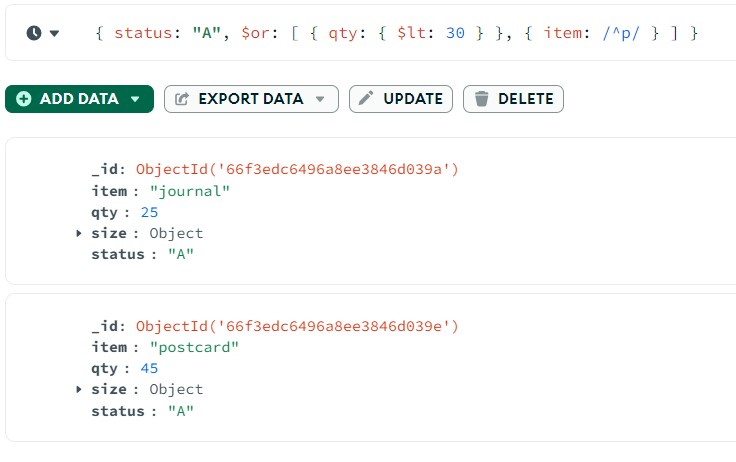 { status: "A", $or: [ { qty: { $lt: 30 } }, { item: /^p/ } ] }
ADD DATA EXPORT DATA UPDATE DELETE
_id: ObjectId('66f3edc6496a8ee3846d039a')
item : "journal"
qty : 25
size : Object
status : "A"
_id: ObjectId('66f3edc6496a8ee3846d039e')
item : "postcard"
qty : 45
size : Object
status : "A"